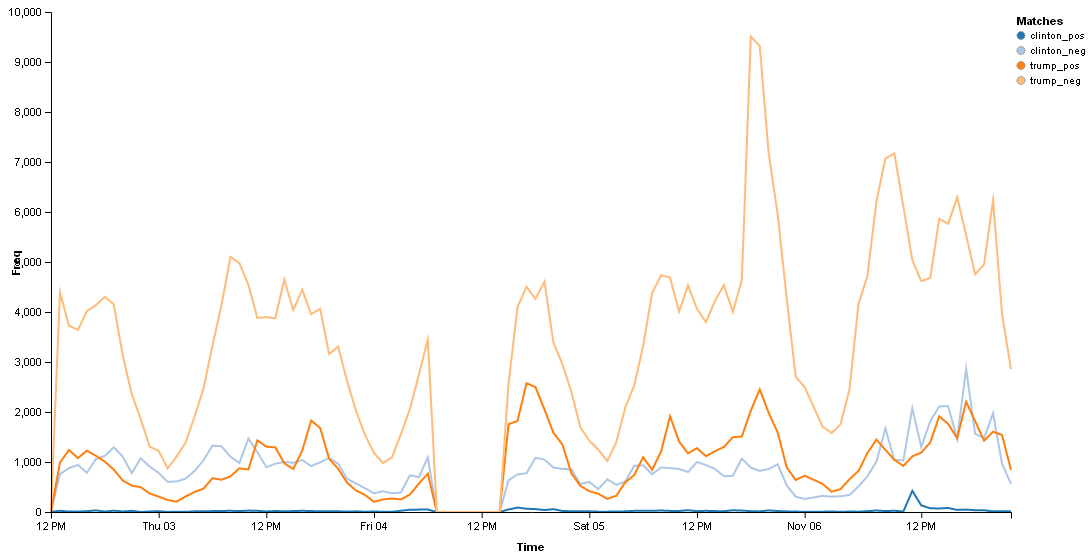 10,000
9,000
8,000
7,000
6,000
5,000
4,000
3,000
2,000
1,000
0
Freq
12 PM
Thu 03
12 PM
Fri 04
12 PM
Sat 05
12 PM
Nov 06
12 PM
Time
Matches
clinton_pos
clinton_neg
trump_pos
trump_neg